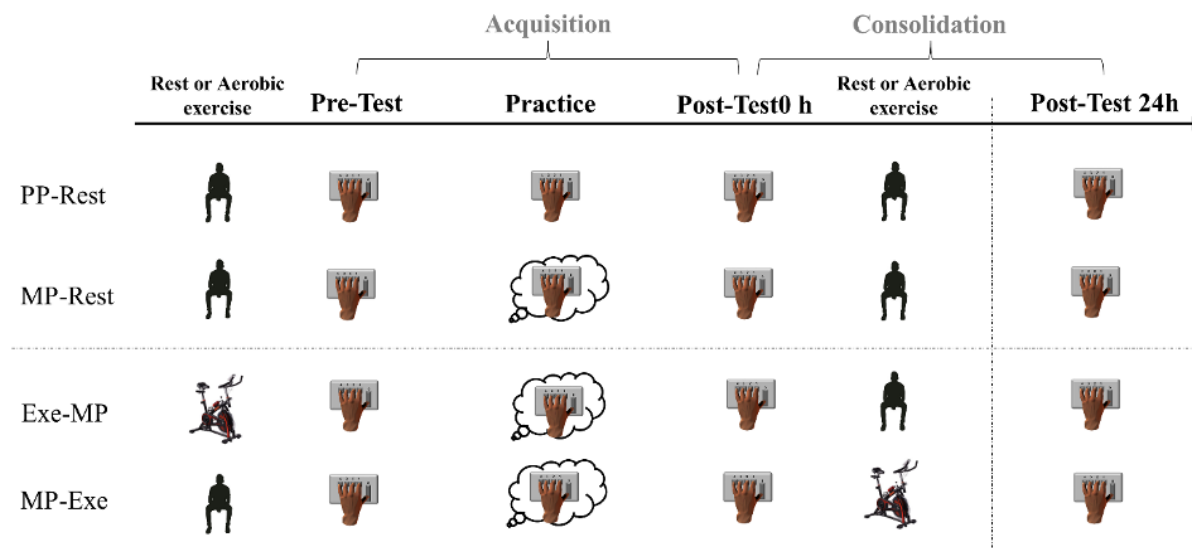 Acquisition
Consolidation
Rest or Aerobic
exercise
Pre-Test
Practice
Post-Test0 h
Rest or Aerobic
exercise
Post-Test 24h
PP-Rest
MP-Rest
Exe-MP
MP-Exe